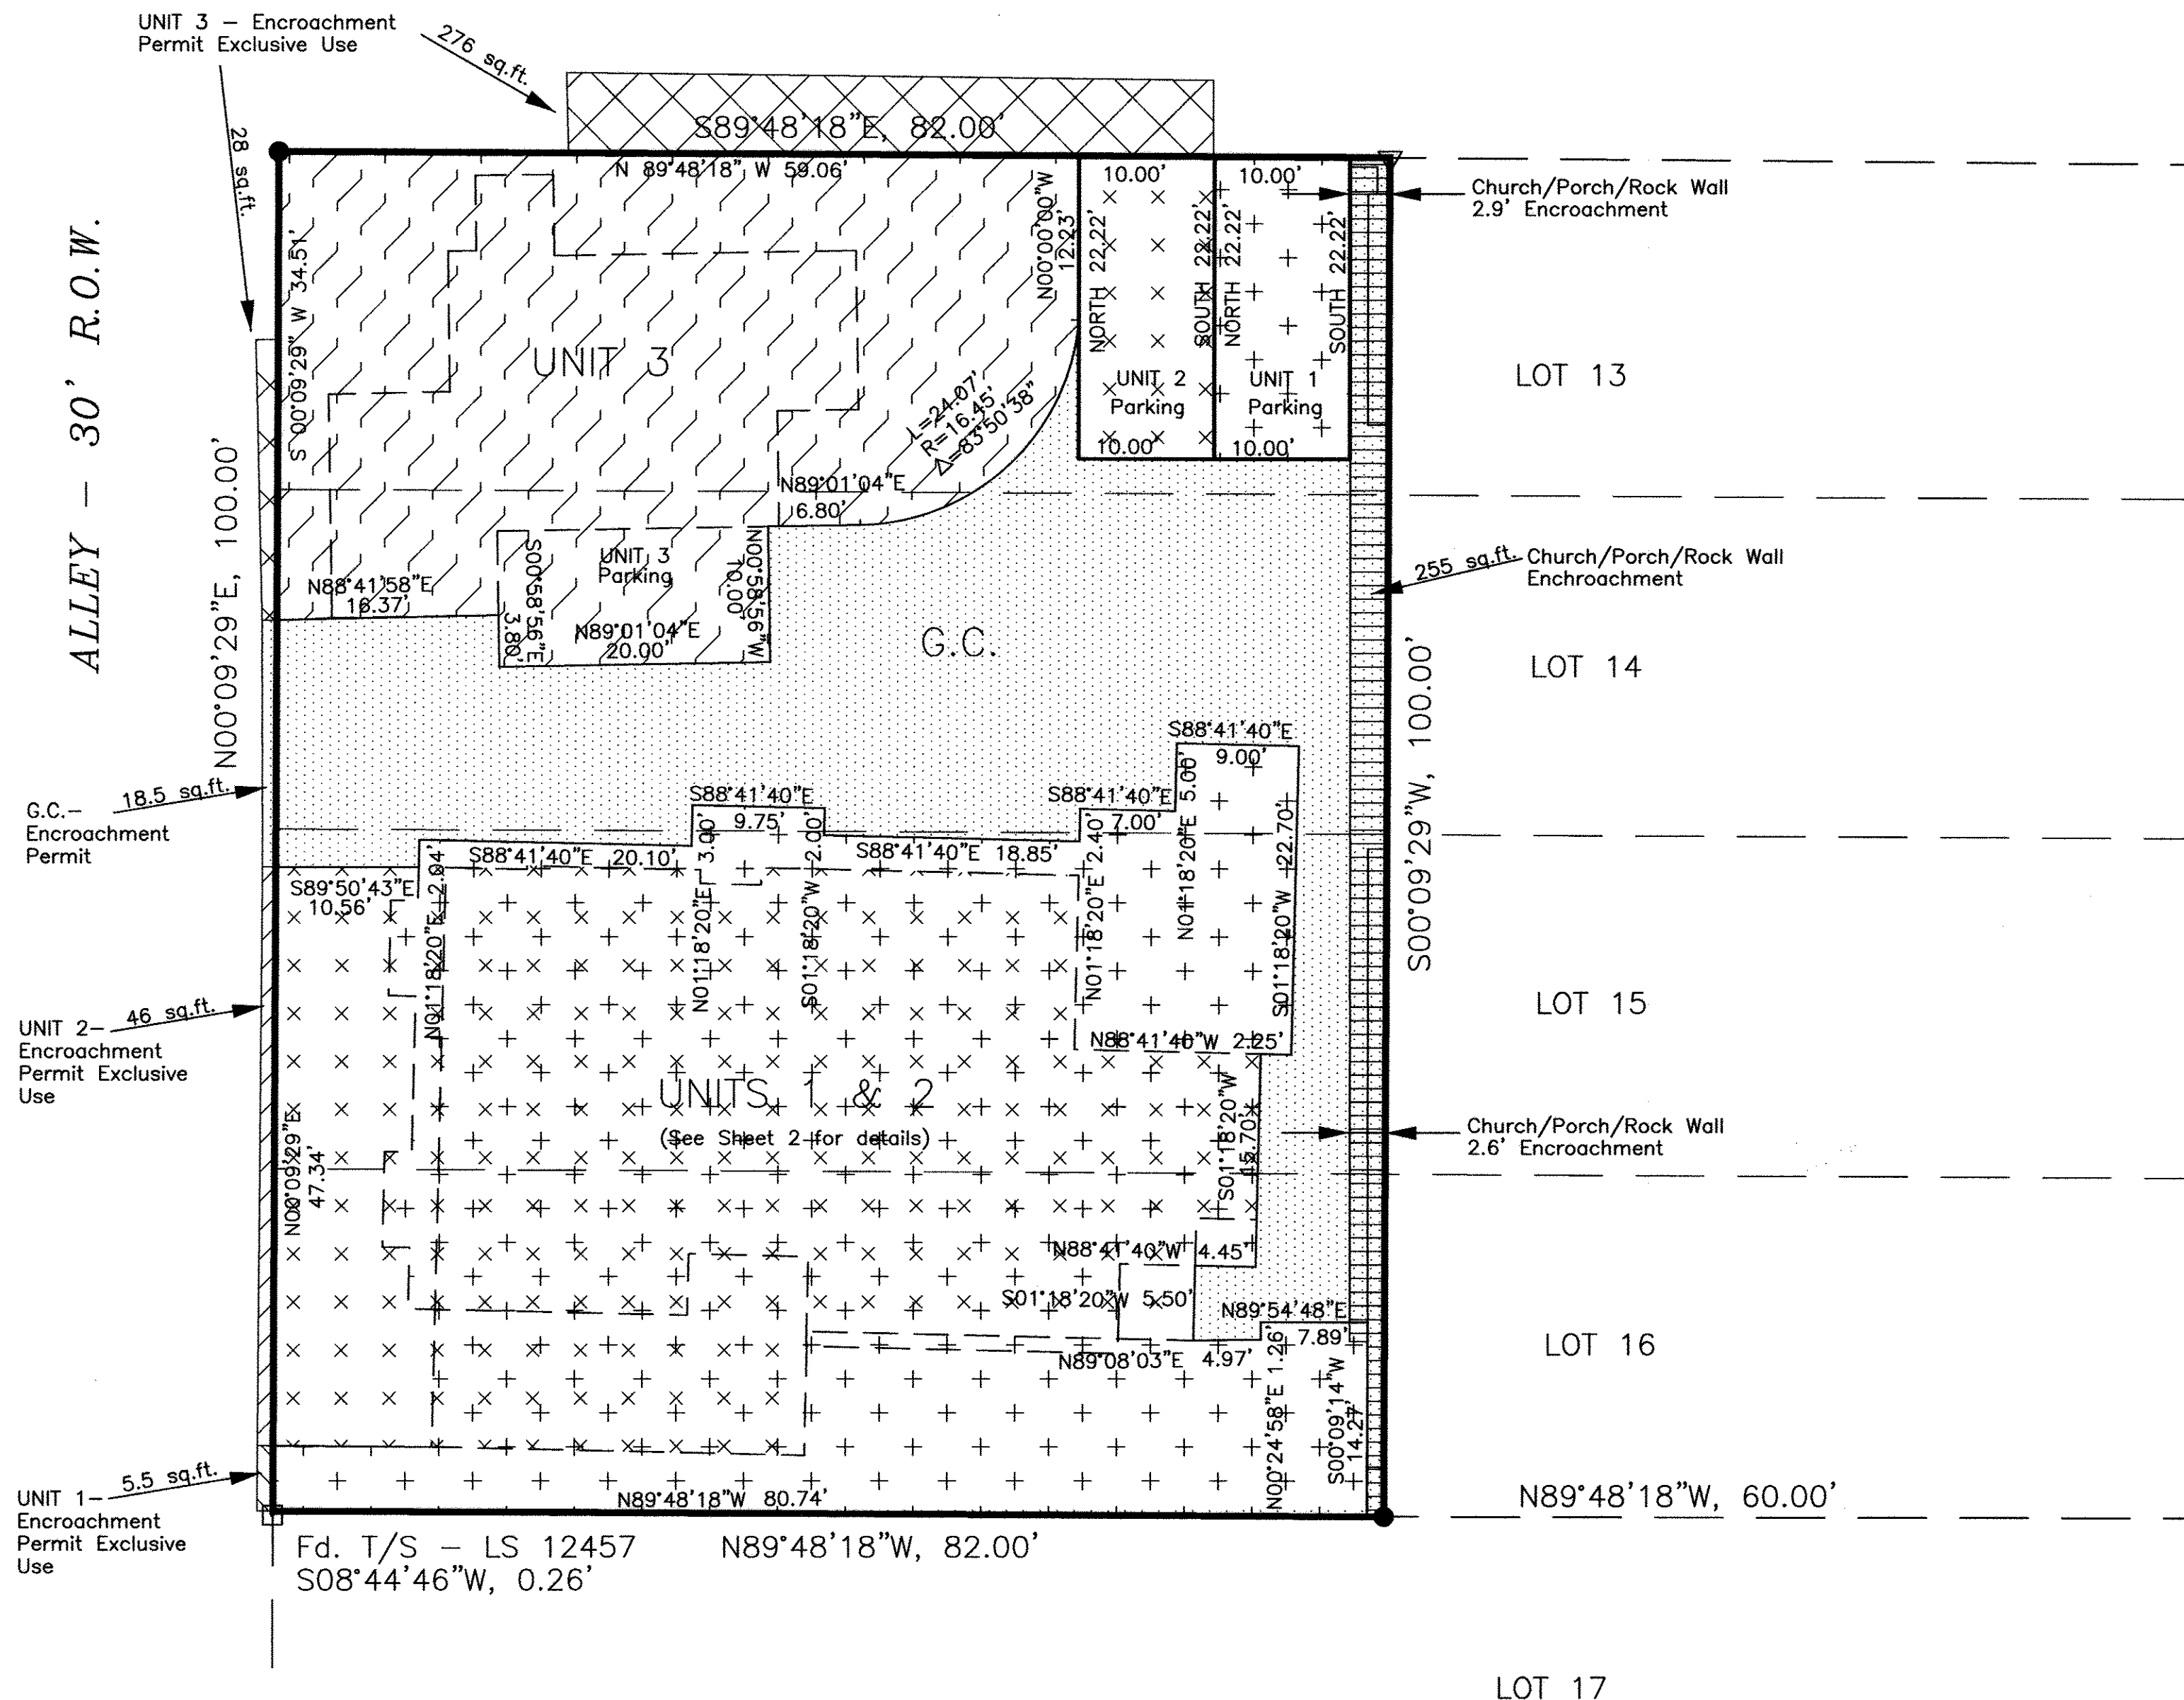 UNIT 3 – Encroachment
Permit Exclusive Use
276 sq.ft.
28 sq.ft.
S89°48'18"E, 82.00'
N 89°48'18" W 59.06'
10.00'
10.00'
Church/Porch/Rock Wall
2.9' Encroachment
ALLEY – 30' R.O.W.
S 00°09'29" W 34.51'
N00°00'00"W
12.23'
NORTH 22.22'
SOUTH 22.22'
NORTH 22.22'
SOUTH 22.22'
UNIT 3
UNIT 2
Parking
UNIT 1
Parking
10.00'
10.00'
LOT 13
L=24.07'
R=16.45'
Δ=83°50'38"
N00°09'29"E, 100.00'
N89°01'04"E
6.80'
UNIT 3
Parking
S00°58'56"E
3.80'
N0°58'56"W
10.00'
N88°41'58"E
16.37'
N89°01'04"E
20.00'
255 sq.ft.
Church/Porch/Rock Wall
Enchroachment
G.C.
LOT 14
S00°09'29"W, 100.00'
G.C.–
Encroachment
Permit
18.5 sq.ft.
S88°41'40"E
9.00'
S88°41'40"E
9.75'
S88°41'40"E
7.00'
N01°18'20"E 5.00'
S88°41'40"E 20.10'
3.00'
N01°18'20"E
S01°18'20"W 2.00'
S88°41'40"E 18.85'
N01°18'20"E 2.40'
S01°18'20"W 22.70'
S89°50'43"E
10.56'
N01°18'20"E 2.04'
UNIT 2–
Encroachment
Permit Exclusive
Use
46 sq.ft.
LOT 15
N88°41'40"W 2.25'
UNITS 1 & 2
(See Sheet 2 for details)
S01°18'20"W
15.70'
Church/Porch/Rock Wall
2.6' Encroachment
N00°09'29"E
47.34'
N88°41'40"W 4.45'
S01°18'20"W 5.50'
N89°54'48"E
7.89'
N89°08'03"E 4.97'
N00°24'58"E 1.26'
S00°09'14"W
14.27'
LOT 16
UNIT 1–
Encroachment
Permit Exclusive
Use
5.5 sq.ft.
N89°48'18"W 80.74'
N89°48'18"W, 60.00'
Fd. T/S – LS 12457
S08°44'46"W, 0.26'
N89°48'18"W, 82.00'
LOT 17